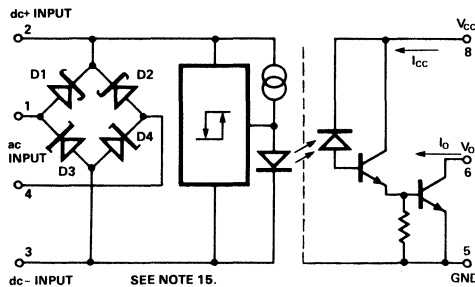 dc+ INPUT
2
D1
D2
1
ac
INPUT
D3
D4
4
3
dc− INPUT
SEE NOTE 15.
VCC
8
ICC
IO
VO
6
5
GND